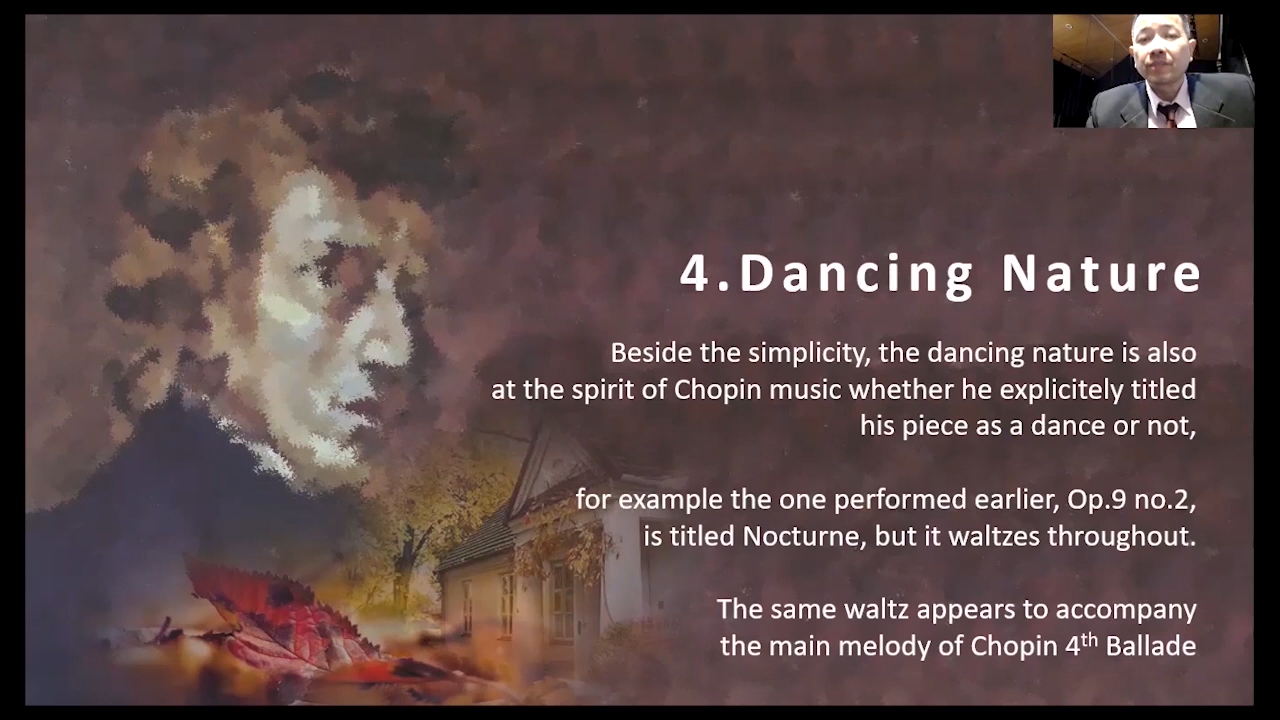 4.Dancing Nature
Beside the simplicity, the dancing nature is also
at the spirit of Chopin music whether he explicitely titled
his piece as a dance or not,
for example the one performed earlier, Op.9 no.2,
is titled Nocturne, but it waltzes throughout.
The same waltz appears to accompany
the main melody of Chopin 4th Ballade